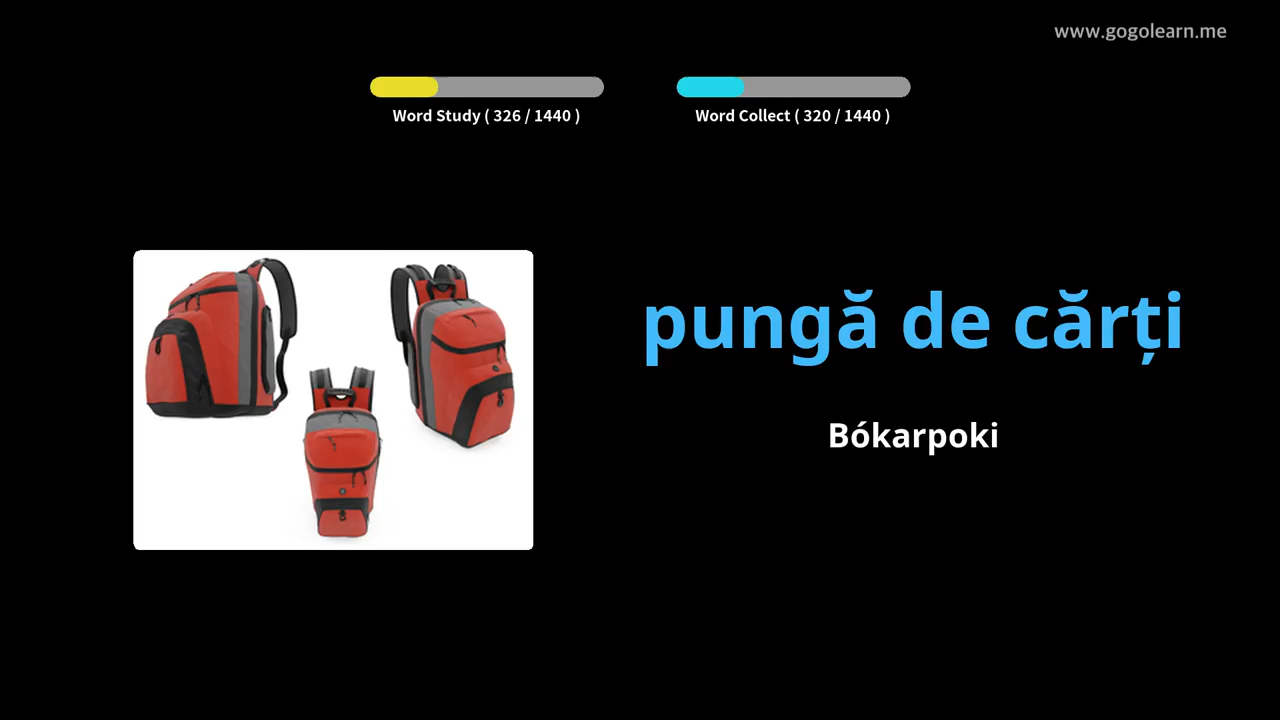 www.gogolearn.me
Word Study ( 326 / 1440 )
Word Collect ( 320 / 1440 )
pungă de cărți
Bókarpoki